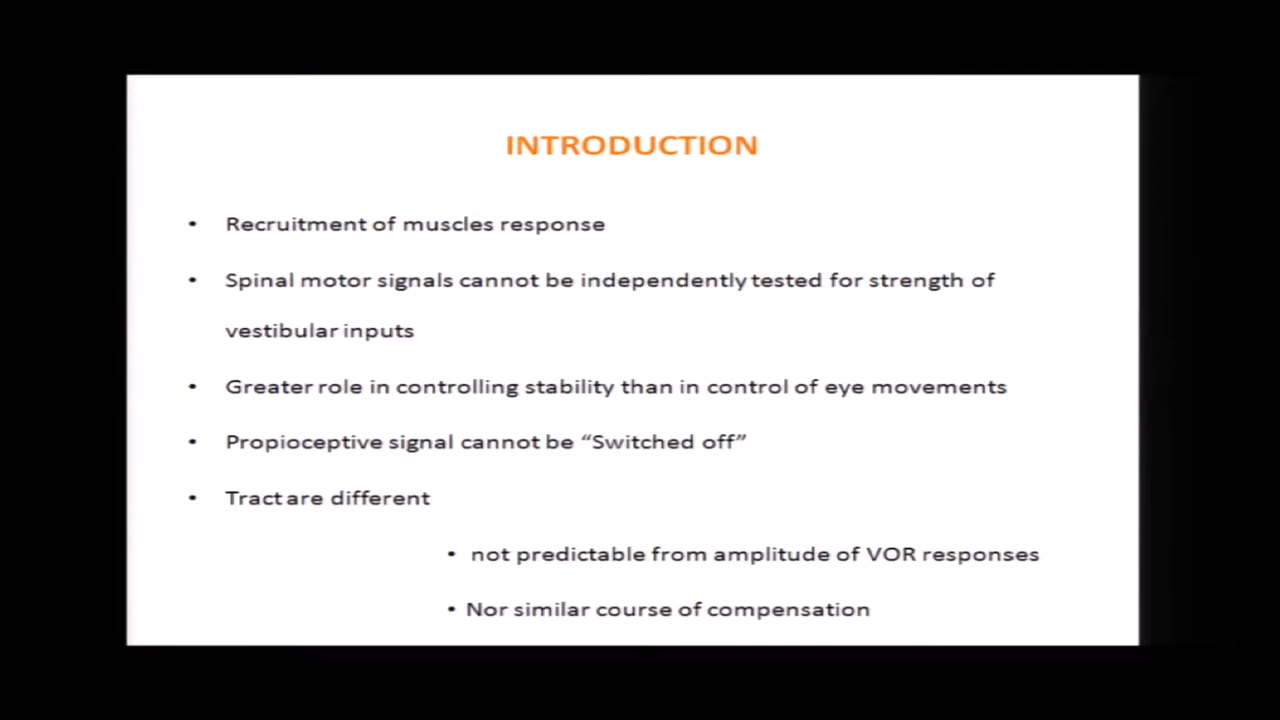 INTRODUCTION
• Recruitment of muscles response
• Spinal motor signals cannot be independently tested for strength of
vestibular inputs
• Greater role in controlling stability than in control of eye movements
• Propioceptive signal cannot be “Switched off”
• Tract are different
• not predictable from amplitude of VOR responses
• Nor similar course of compensation